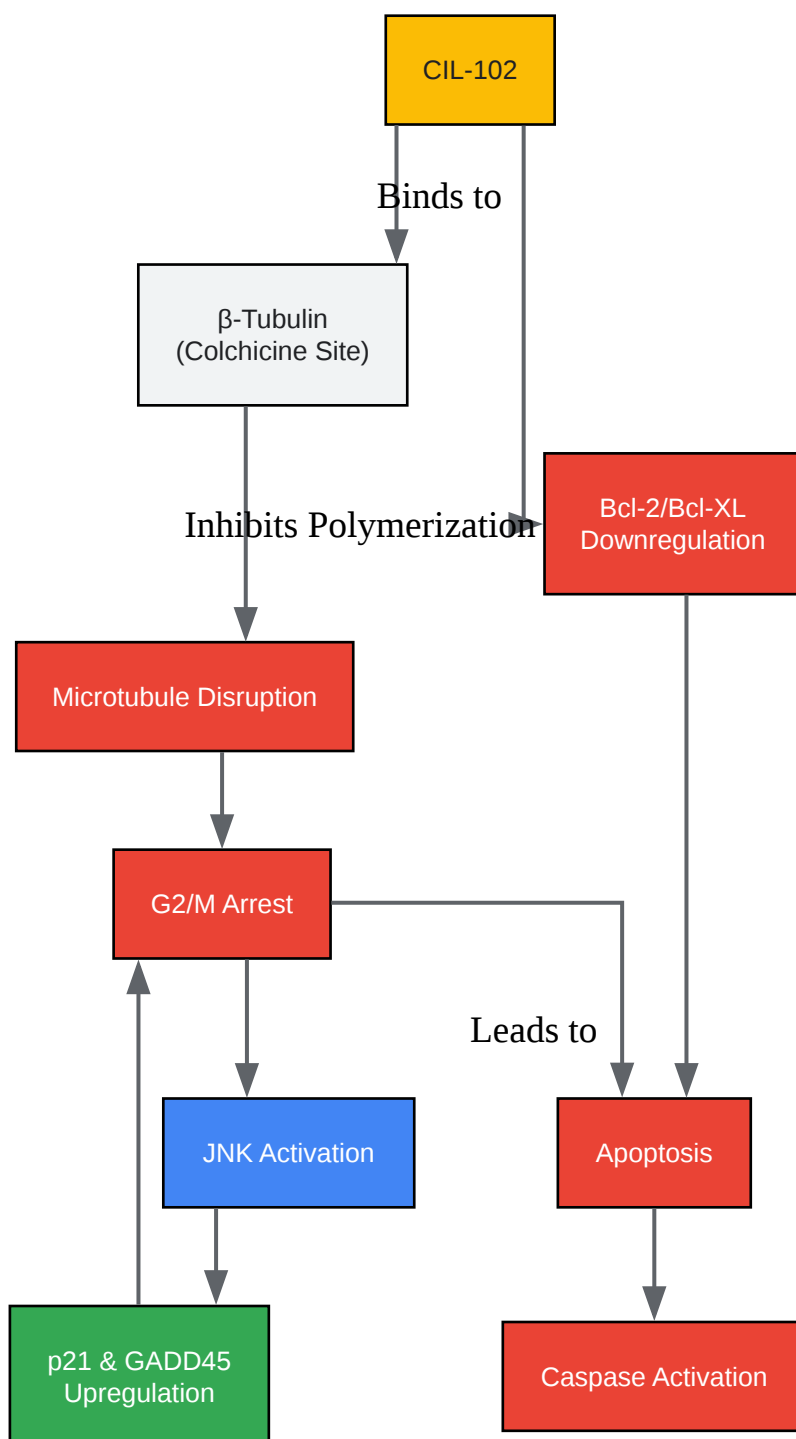 CIL-102
Binds to
β-Tubulin
(Colchicine Site)
Inhibits Polymerization
Bcl-2/Bcl-XL
Downregulation
Microtubule Disruption
G2/M Arrest
Leads to
JNK Activation
Apoptosis
p21 & GADD45
Upregulation
Caspase Activation